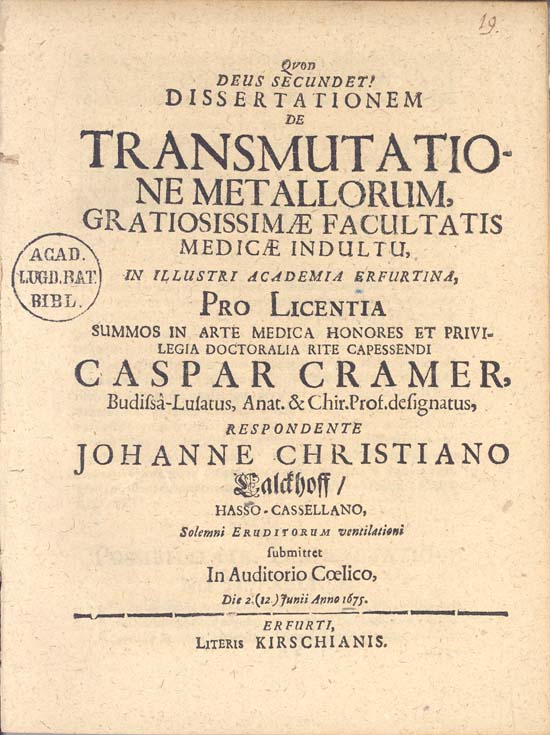 19.
Qvod
DEUS SECUNDET!
DISSERTATIONEM
DE
TRANSMUTATIO-
NE METALLORUM,
GRATIOSISSIMÆ FACULTATIS
MEDICÆ INDULTU,
ACAD.
LUGD. BAT.
BIBL.
IN ILLUSTRI ACADEMIA ERFURTINA,
PRO LICENTIA
SUMMOS IN ARTE MEDICA HONORES ET PRIVI-
LEGIA DOCTORALIA RITE CAPESSENDI
CASPAR CRAMER,
Budiſsâ-Luſatus, Anat. & Chir. Prof. deſignatus,
RESPONDENTE
JOHANNE CHRISTIANO
Calckhoff /
HASSO-CASSELLANO,
Solemni ERUDITORUM ventilationi
ſubmittet
In Auditorio Cœlico,
Die 2. (12.) Junii Anno 1675.
ERFURTI,
LITERIS KIRSCHIANIS.